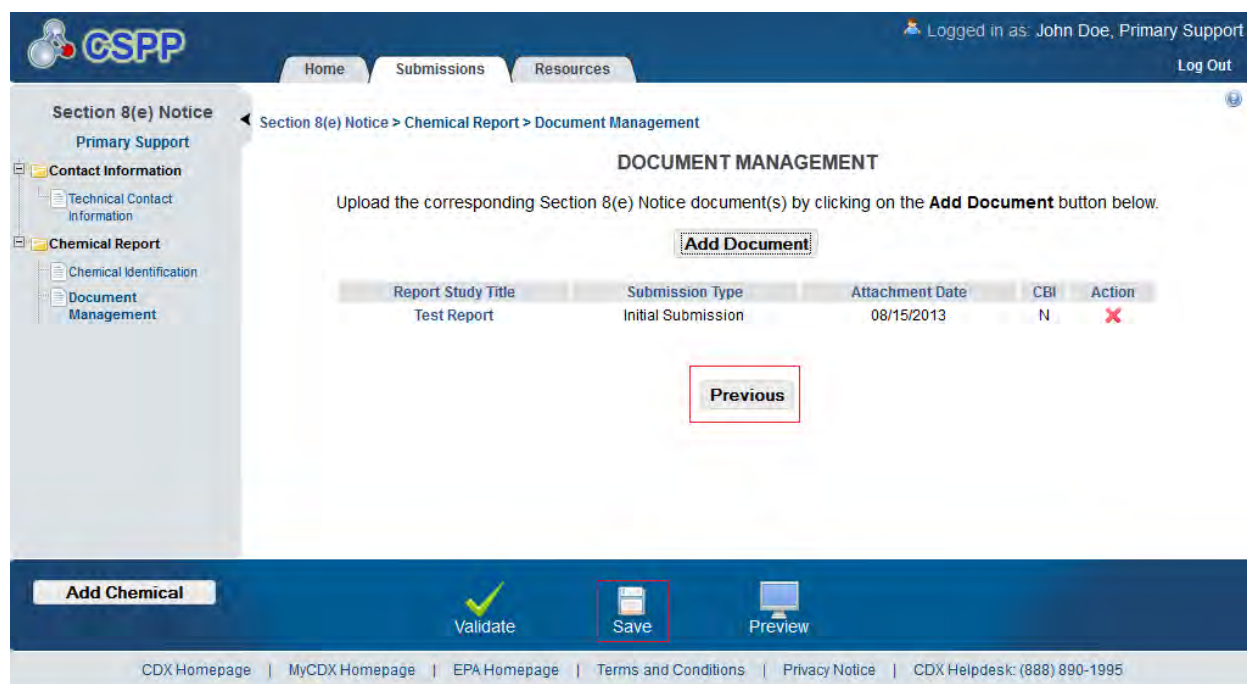 CSPP
Logged in as: John Doe, Primary Support
Home Submissions Resources
Log Out
Section 8(e) Notice
Primary Support
Contact Information
Technical Contact
Information
Chemical Report
Chemical Identification
Document
Management
Section 8(e) Notice > Chemical Report > Document Management
DOCUMENT MANAGEMENT
Upload the corresponding Section 8(e) Notice document(s) by clicking on the Add Document button below.
Add Document
Report Study Title Submission Type Attachment Date CBI Action
Test Report Initial Submission 08/15/2013 N
Previous
Add Chemical
Validate Save Preview
CDX Homepage | MyCDX Homepage | EPA Homepage | Terms and Conditions | Privacy Notice | CDX Helpdesk: (888) 890-1995